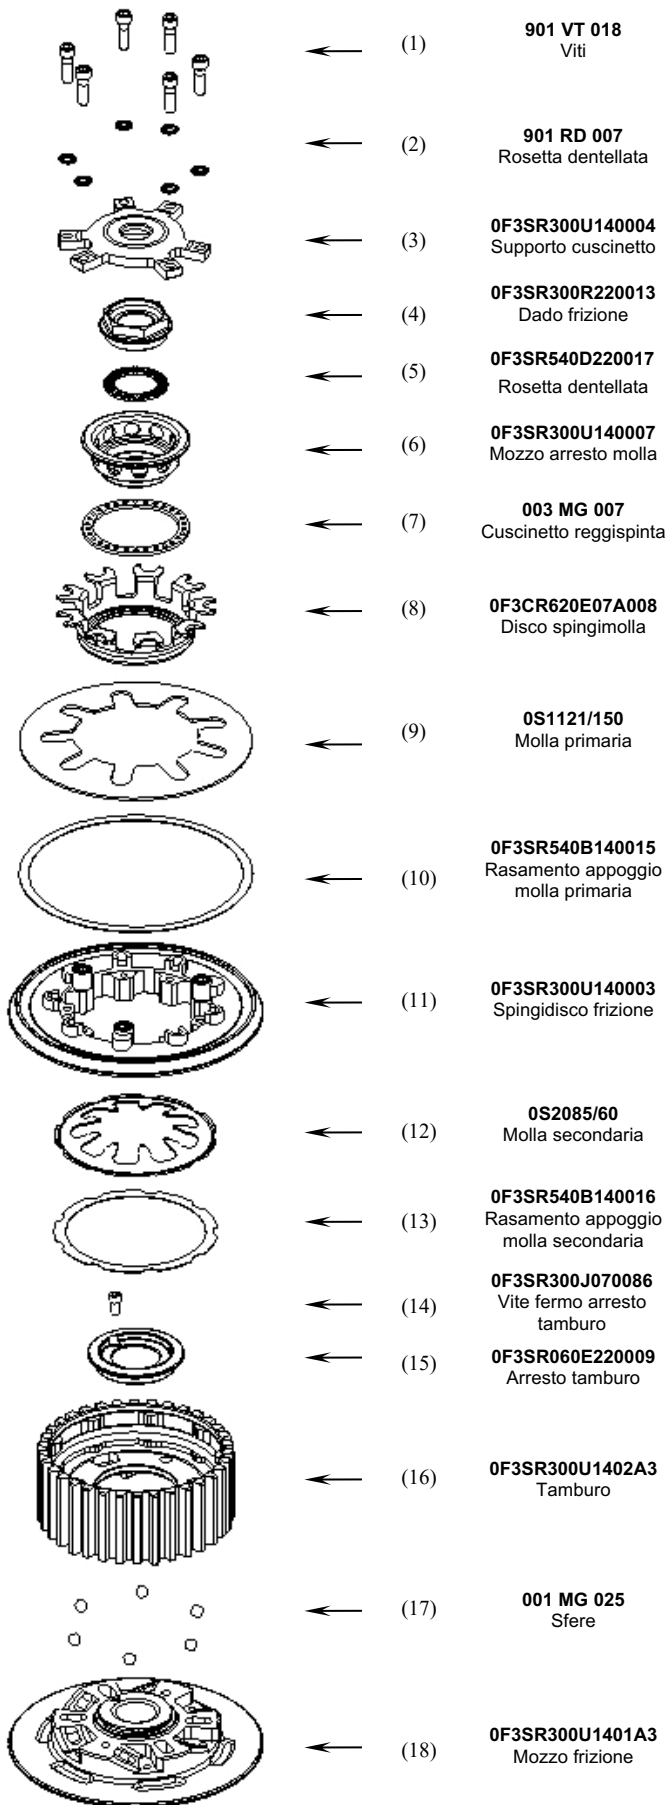 (1)
901 VT 018
Viti
(2)
901 RD 007
Rosetta dentellata
(3)
0F3SR300U140004
Supporto cuscinetto
(4)
0F3SR300R220013
Dado frizione
(5)
0F3SR540D220017
Rosetta dentellata
(6)
0F3SR300U140007
Mozzo arresto molla
(7)
003 MG 007
Cuscinetto reggispinta
(8)
0F3CR620E07A008
Disco spingimolla
(9)
0S1121/150
Molla primaria
(10)
0F3SR540B140015
Rasamento appoggio
molla primaria
(11)
0F3SR300U140003
Spingidisco frizione
(12)
0S2085/60
Molla secondaria
(13)
0F3SR540B140016
Rasamento appoggio
molla secondaria
(14)
0F3SR300J070086
Vite fermo arresto
tamburo
(15)
0F3SR060E220009
Arresto tamburo
(16)
0F3SR300U1402A3
Tamburo
(17)
001 MG 025
Sfere
(18)
0F3SR300U1401A3
Mozzo frizione